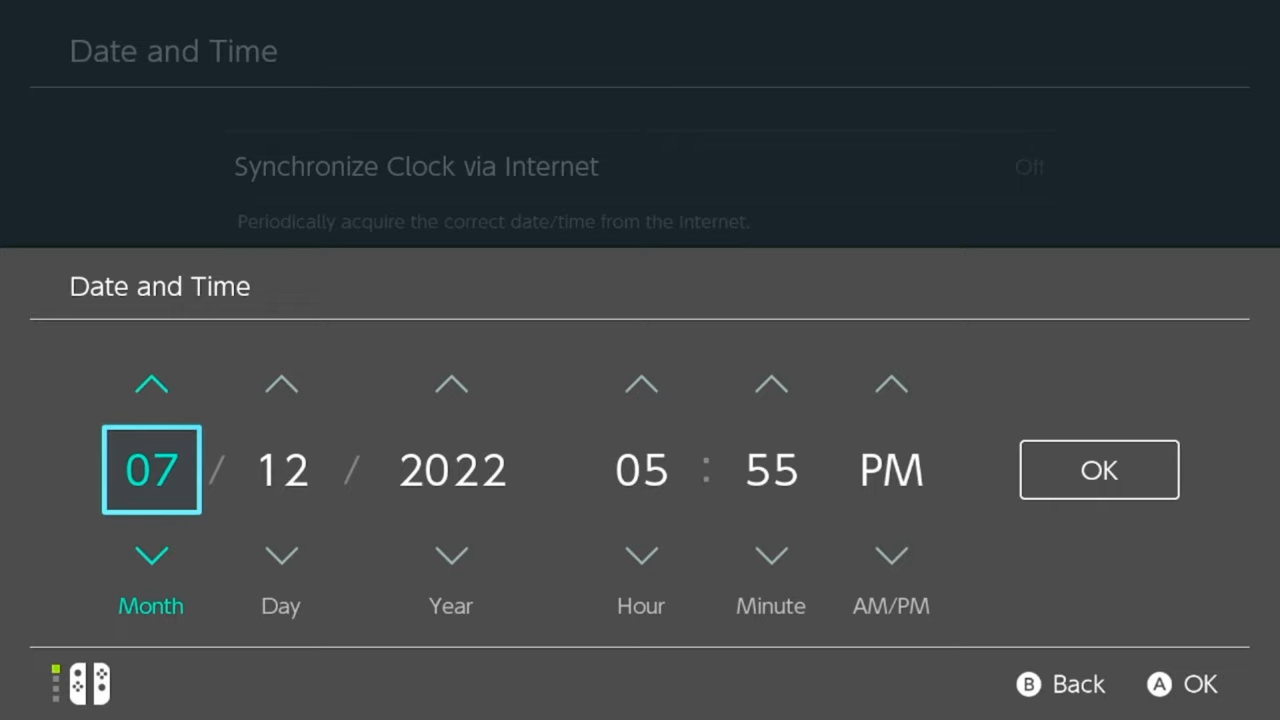 Date and Time
Synchronize Clock via Internet Off
Periodically acquire the correct date/time from the Internet.
Date and Time
07 / 12 / 2022 05 : 55 PM OK
Month Day Year Hour Minute AM/PM
B Back A OK